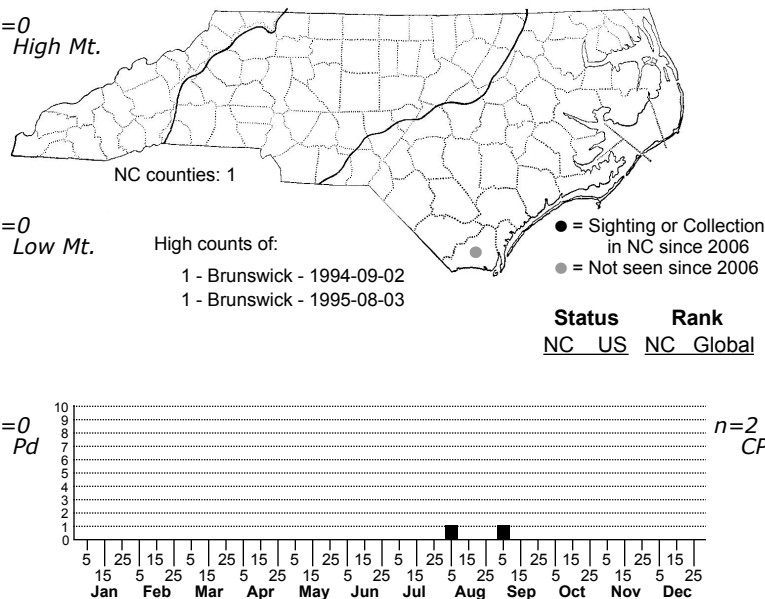 =0
High Mt.
NC counties: 1
=0
Low Mt.
High counts of:
1 - Brunswick - 1994-09-02
1 - Brunswick - 1995-08-03
= Sighting or Collection
in NC since 2006
= Not seen since 2006
Status Rank
NC US NC Global
=0
Pd
n=2
CP
10
9
8
7
6
5
4
3
2
1
0
5 25 15 5 25 15 5 25 15 5 25 15 5 25 15 5 25 15
15 5 25 15 5 25 15 5 25 15 5 25 15 5 25 15 5 25
Jan Feb Mar Apr May Jun Jul Aug Sep Oct Nov Dec